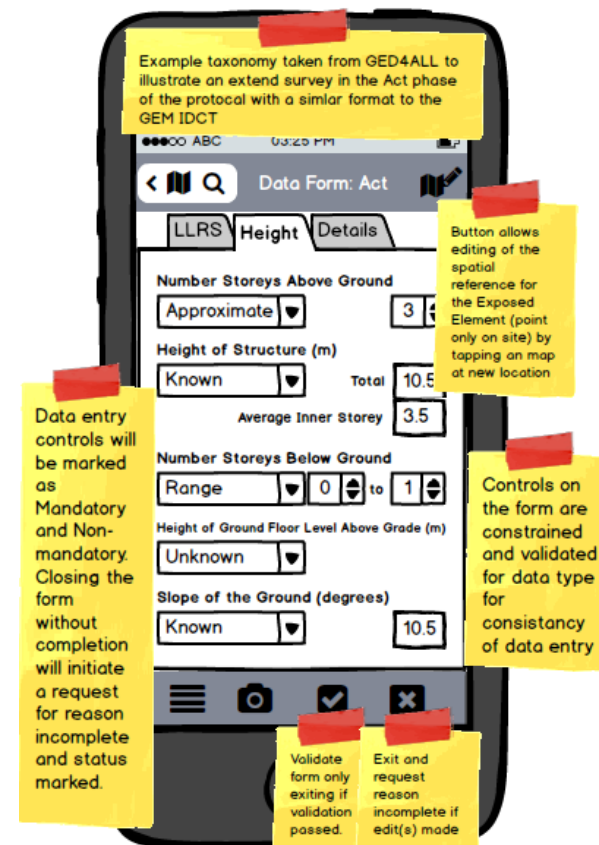 Example taxonomy taken from GED4ALL to
illustrate an extend survey in the Act phase
of the protocal with a simlar format to the
GEM IDCT
ABC 03:25 PM
Data Form: Act
LLRS Height Details
Number Storeys Above Ground
Approximate 3
Height of Structure (m)
Known Total 10.5
Average Inner Storey 3.5
Number Storeys Below Ground
Range 0 to 1
Height of Ground Floor Level Above Grade (m)
Unknown
Slope of the Ground (degrees)
Known 10.5
Button allows
editing of the
spatial
reference for
the Exposed
Element (point
only on site) by
tapping an map
at new location
Data entry
controls will
be marked
as
Mandatory
and Non-
mandatory.
Closing the
form
without
completion
will initiate
a request
for reason
incomplete
and status
marked.
Controls on
the form are
constrained
and validated
for data type
for
consistancy
of data entry
Validate
form only
exiting if
validation
passed.
Exit and
request
reason
incomplete if
edit(s) made